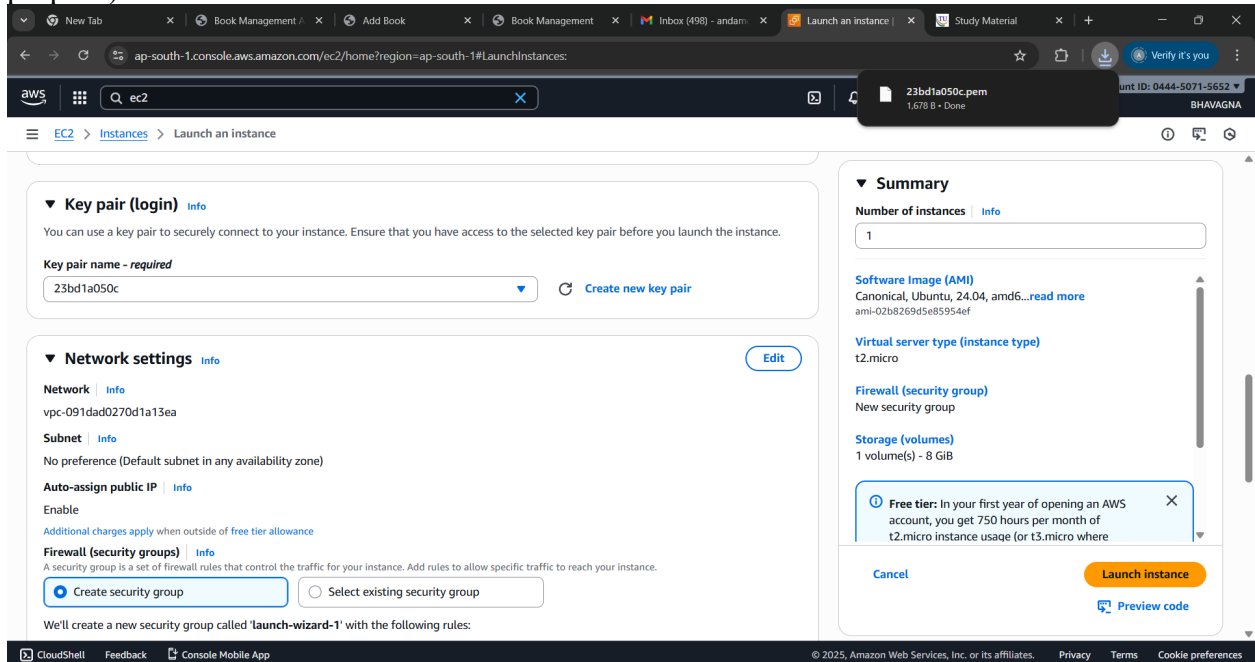 New Tab
Book Management A
Add Book
Book Management
Inbox (498) - andam
Launch an instance |
Study Material
ap-south-1.console.aws.amazon.com/ec2/home?region=ap-south-1#LaunchInstances:
Verify it's you
aws
ec2
23bd1a050c.pem
1,678 B • Done
unt ID: 0444-5071-5652
BHAVAGNA
EC2 > Instances > Launch an instance
Key pair (login) Info
You can use a key pair to securely connect to your instance. Ensure that you have access to the selected key pair before you launch the instance.
Key pair name - required
23bd1a050c
Create new key pair
Network settings Info
Edit
Network Info
vpc-091dad0270d1a13ea
Subnet Info
No preference (Default subnet in any availability zone)
Auto-assign public IP Info
Enable
Additional charges apply when outside of free tier allowance
Firewall (security groups) Info
A security group is a set of firewall rules that control the traffic for your instance. Add rules to allow specific traffic to reach your instance.
Create security group
Select existing security group
We'll create a new security group called 'launch-wizard-1' with the following rules:
Summary
Number of instances Info
1
Software Image (AMI)
Canonical, Ubuntu, 24.04, amd6...read more
ami-02b8269d5e85954ef
Virtual server type (instance type)
t2.micro
Firewall (security group)
New security group
Storage (volumes)
1 volume(s) - 8 GiB
Free tier: In your first year of opening an AWS
account, you get 750 hours per month of
t2.micro instance usage (or t3.micro where
Cancel
Launch instance
Preview code
CloudShell Feedback Console Mobile App
© 2025, Amazon Web Services, Inc. or its affiliates. Privacy Terms Cookie preferences